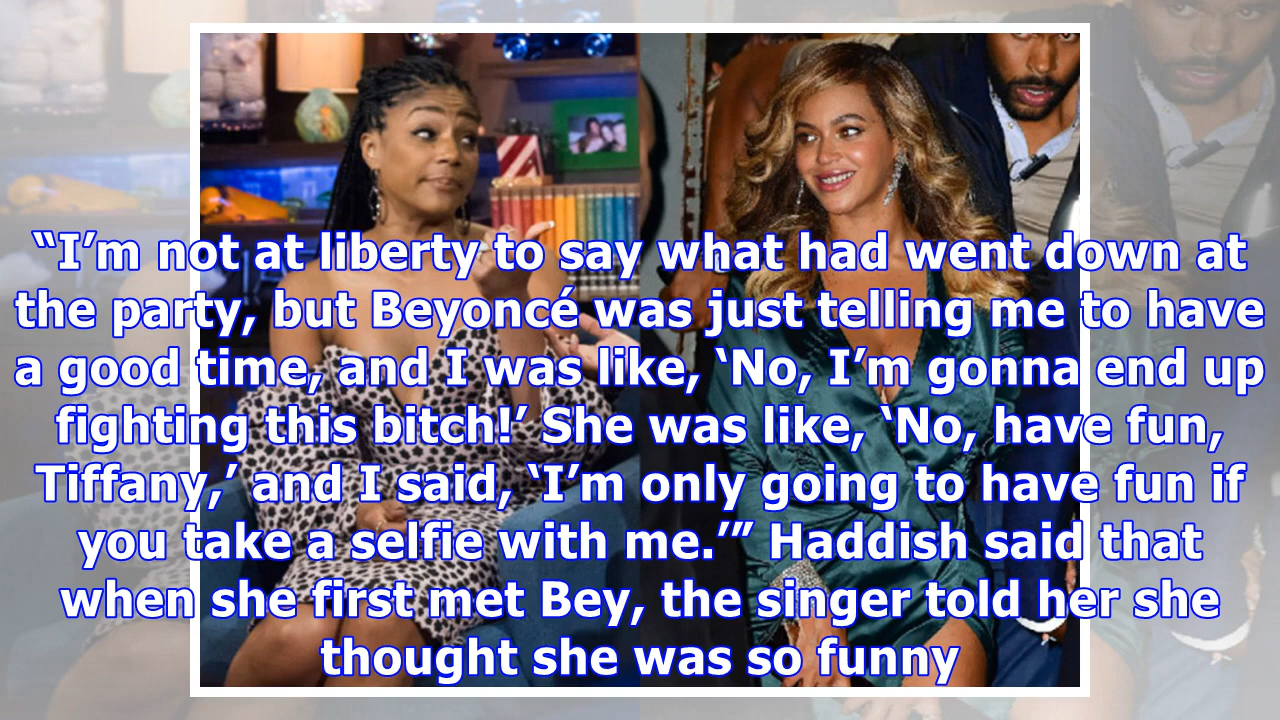 “I’m not at liberty to say what had went down at
the party, but Beyoncé was just telling me to have
a good time, and I was like, ‘No, I’m gonna end up
fighting this bitch!’ She was like, ‘No, have fun,
Tiffany,’ and I said, ‘I’m only going to have fun if
you take a selfie with me.’” Haddish said that
when she first met Bey, the singer told her she
thought she was so funny